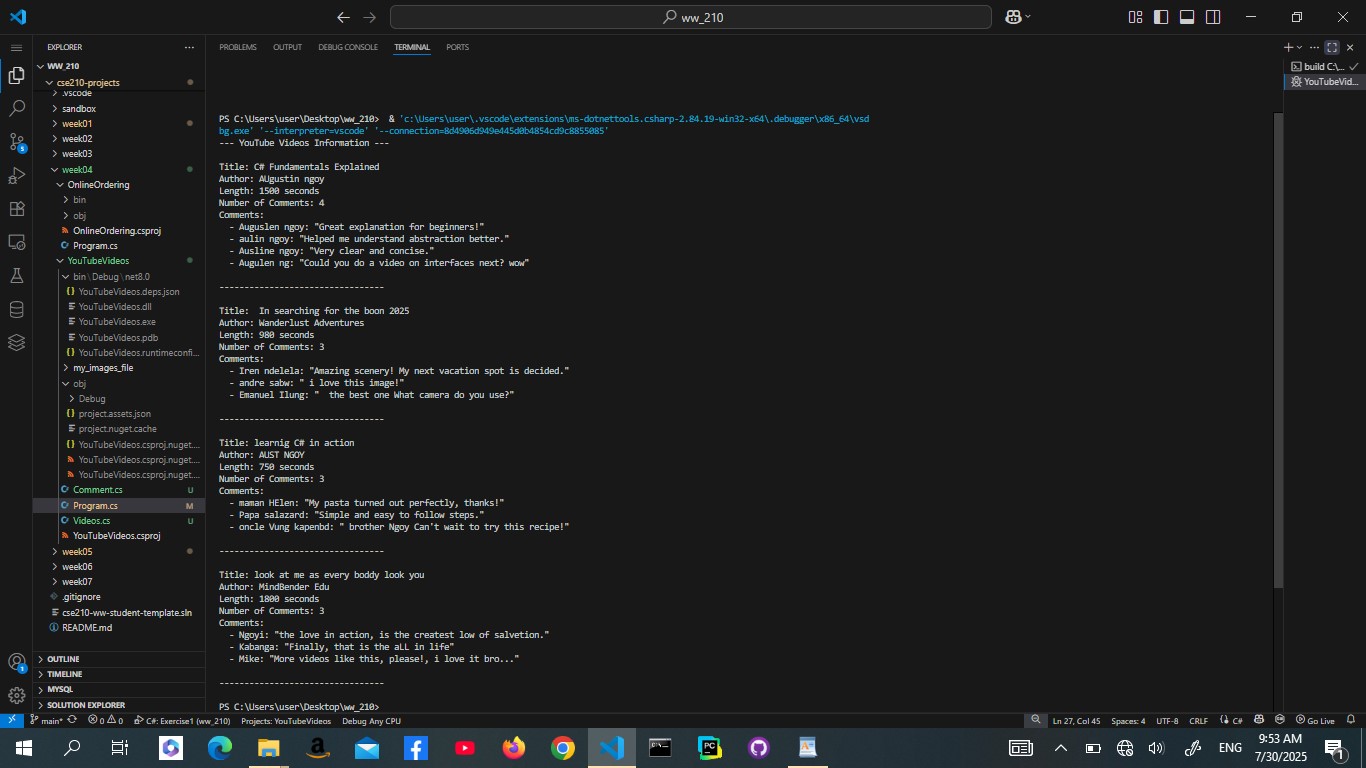 ww_210
EXPLORER
WW_210
cse210-projects
.vscode
sandbox
week01
week02
week03
week04
OnlineOrdering
bin
obj
OnlineOrdering.csproj
Program.cs
YouTubeVideos
bin \ Debug \ net8.0
YouTubeVideos.deps.json
YouTubeVideos.dll
YouTubeVideos.exe
YouTubeVideos.pdb
YouTubeVideos.runtimeconfi...
my_images_file
obj
Debug
project.assets.json
project.nuget.cache
YouTubeVideos.csproj.nuget....
YouTubeVideos.csproj.nuget....
YouTubeVideos.csproj.nuget....
Comment.cs U
Program.cs M
Videos.cs U
YouTubeVideos.csproj
week05
week06
week07
.gitignore
cse210-ww-student-template.sln
README.md
OUTLINE
TIMELINE
MYSQL
SOLUTION EXPLORER
PROBLEMS OUTPUT DEBUG CONSOLE TERMINAL PORTS
build C:\...
YouTubeVid...
PS C:\Users\user\Desktop\ww_210>  & 'c:\Users\user\.vscode\extensions\ms-dotnettools.csharp-2.84.19-win32-x64\.debugger\x86_64\vsd
bg.exe' '--interpreter=vscode' '--connection=8d4906d949e445d0b4854cd9c8855085'
--- YouTube Videos Information ---
Title: C# Fundamentals Explained
Author: AUgustin ngoy
Length: 1500 seconds
Number of Comments: 4
Comments:
- Auguslen ngoy: "Great explanation for beginners!"
- aulin ngoy: "Helped me understand abstraction better."
- Ausline ngoy: "Very clear and concise."
- Augulen ng: "Could you do a video on interfaces next? wow"
---------------------------------
Title:  In searching for the boon 2025
Author: Wanderlust Adventures
Length: 980 seconds
Number of Comments: 3
Comments:
- Iren ndelela: "Amazing scenery! My next vacation spot is decided."
- andre sabw: " i love this image!"
- Emanuel Ilung: "  the best one What camera do you use?"
---------------------------------
Title: learnig C# in action
Author: AUST NGOY
Length: 750 seconds
Number of Comments: 3
Comments:
- maman HElen: "My pasta turned out perfectly, thanks!"
- Papa salazard: "Simple and easy to follow steps."
- oncle Vung kapenbd: " brother Ngoy Can't wait to try this recipe!"
---------------------------------
Title: look at me as every boddy look you
Author: MindBender Edu
Length: 1800 seconds
Number of Comments: 3
Comments:
- Ngoyi: "the love in action, is the createst low of salvetion."
- Kabanga: "Finally, that is the aLL in life"
- Mike: "More videos like this, please!, i love it bro..."
---------------------------------
PS C:\Users\user\Desktop\ww_210>
main* 0 0 C#: Exercise1 (ww_210) Projects: YouTubeVideos Debug Any CPU Ln 27, Col 45 Spaces: 4 UTF-8 CRLF C# Go Live
ENG
9:53 AM
7/30/2025